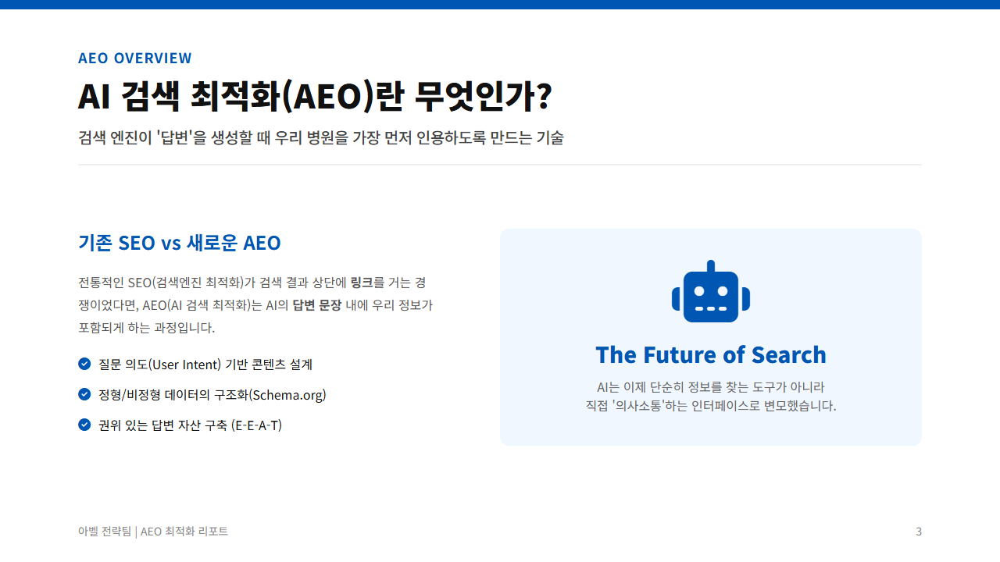 AEO OVERVIEW
AI 검색 최적화(AEO)란 무엇인가?
검색 엔진이 '답변'을 생성할 때 우리 병원을 가장 먼저 인용하도록 만드는 기술
기존 SEO vs 새로운 AEO
전통적인 SEO(검색엔진 최적화)가 검색 결과 상단에 링크를 거는 경
쟁이었다면, AEO(AI 검색 최적화)는 AI의 답변 문장 내에 우리 정보가
포함되게 하는 과정입니다.
질문 의도(User Intent) 기반 콘텐츠 설계
정형/비정형 데이터의 구조화(Schema.org)
권위 있는 답변 자산 구축 (E-E-A-T)
The Future of Search
AI는 이제 단순히 정보를 찾는 도구가 아니라
직접 '의사소통'하는 인터페이스로 변모했습니다.
아벨 전략팀 | AEO 최적화 리포트
3